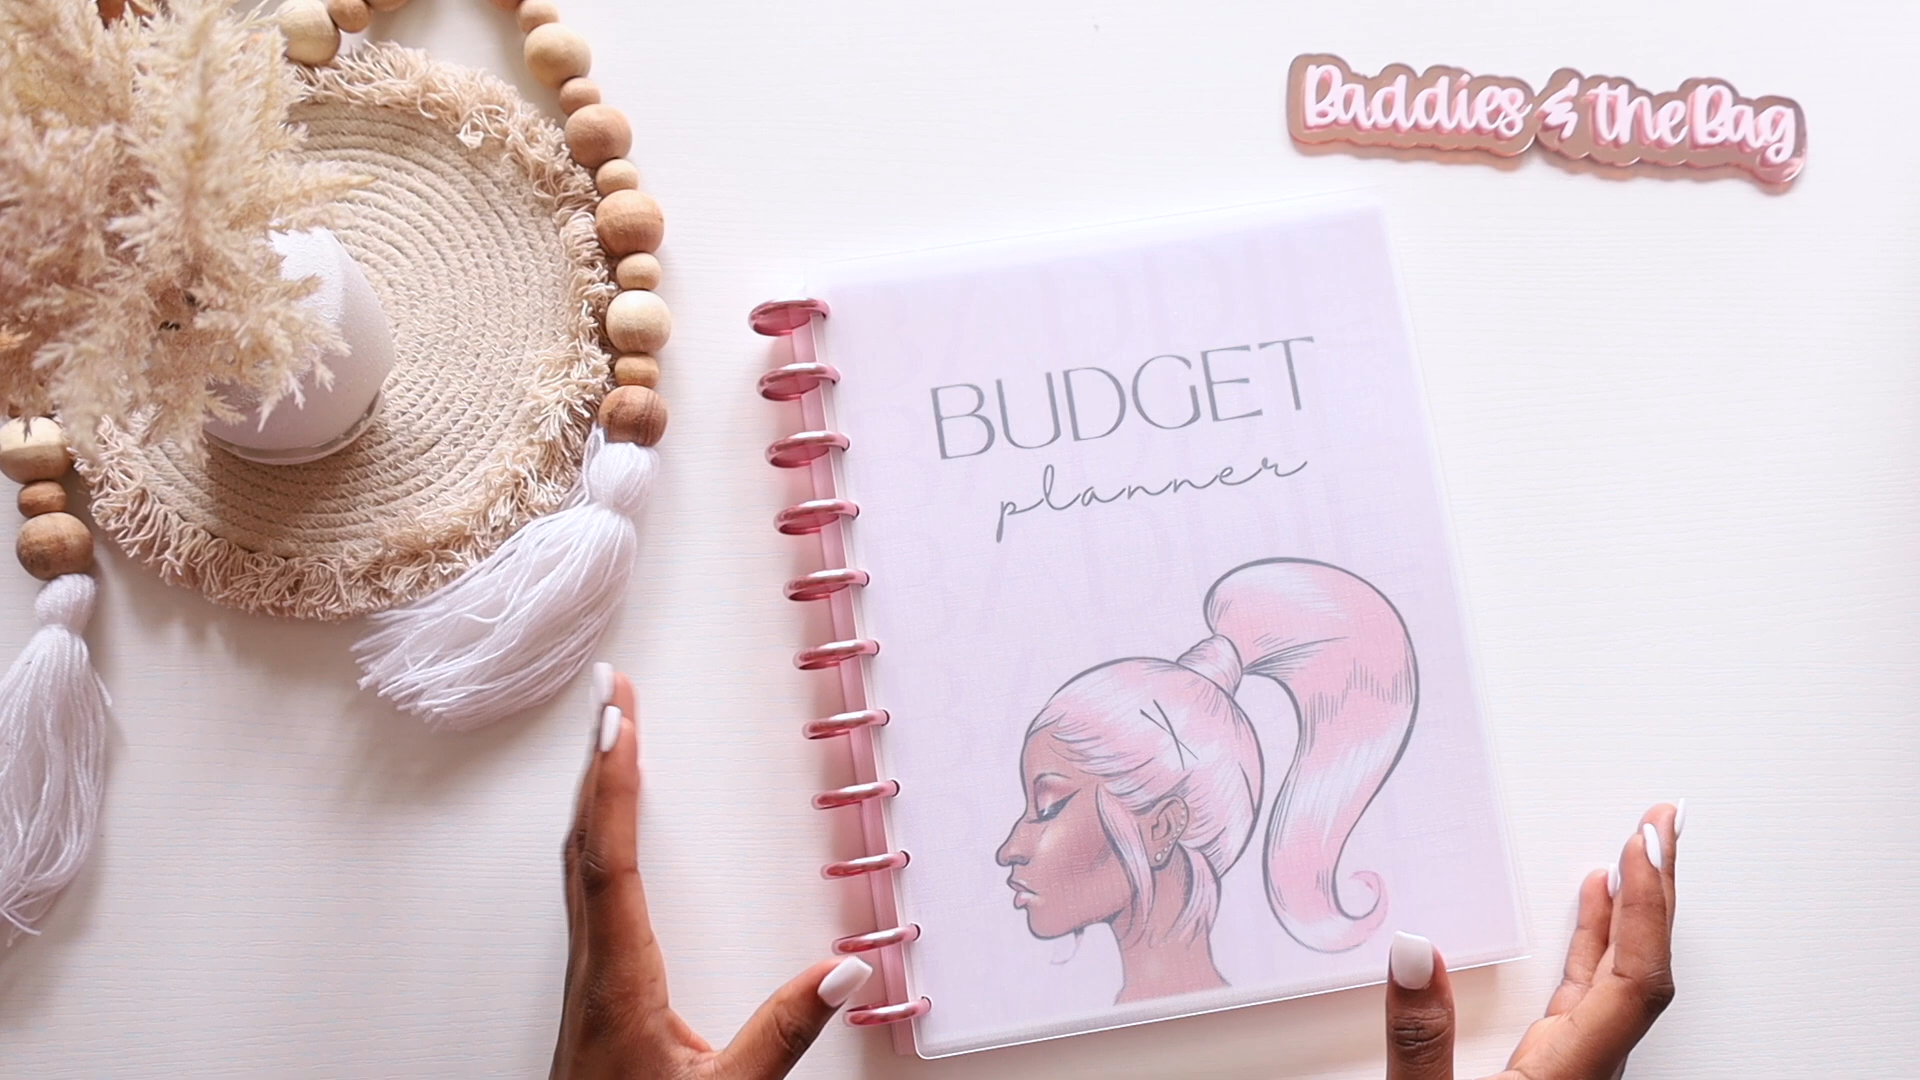 Baddies & the Bag
BUDGET
planner